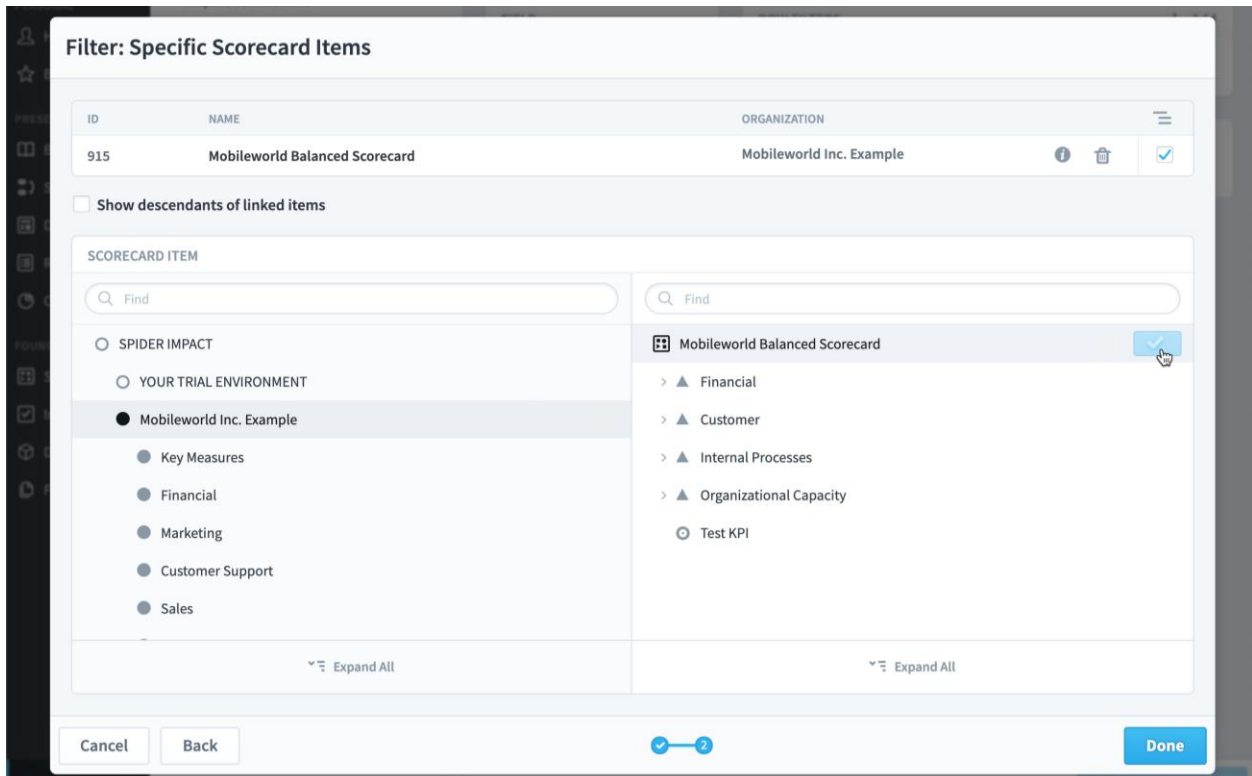 Filter: Specific Scorecard Items
ID NAME ORGANIZATION
915 Mobileworld Balanced Scorecard Mobileworld Inc. Example
Show descendants of linked items
SCORECARD ITEM
Find
SPIDER IMPACT
YOUR TRIAL ENVIRONMENT
Mobileworld Inc. Example
Key Measures
Financial
Marketing
Customer Support
Sales
Expand All
Find
Mobileworld Balanced Scorecard
Financial
Customer
Internal Processes
Organizational Capacity
Test KPI
Expand All
Cancel Back 2 Done